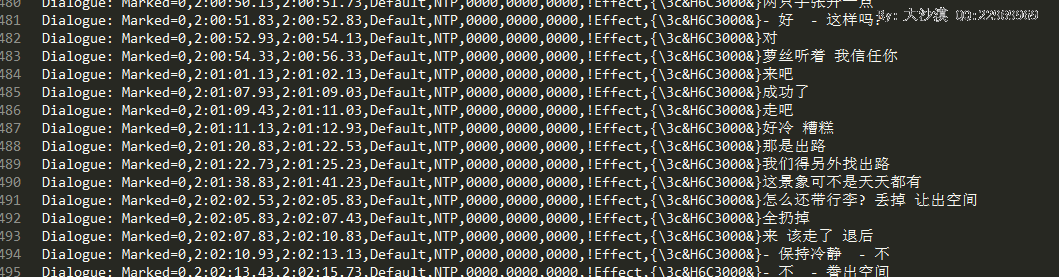 480 Dialogue: Marked=0,2:00:50.13,2:00:51.73,Default,NTP,0000,0000,0000,!Effect,{\3c&H6C3000&}两只手张开一点
481 Dialogue: Marked=0,2:00:51.83,2:00:52.83,Default,NTP,0000,0000,0000,!Effect,{\3c&H6C3000&}- 好  - 这样吗?
482 Dialogue: Marked=0,2:00:52.93,2:00:54.13,Default,NTP,0000,0000,0000,!Effect,{\3c&H6C3000&}对
483 Dialogue: Marked=0,2:00:54.33,2:00:56.33,Default,NTP,0000,0000,0000,!Effect,{\3c&H6C3000&}萝丝听着 我信任你
484 Dialogue: Marked=0,2:01:01.13,2:01:02.13,Default,NTP,0000,0000,0000,!Effect,{\3c&H6C3000&}来吧
485 Dialogue: Marked=0,2:01:07.93,2:01:09.03,Default,NTP,0000,0000,0000,!Effect,{\3c&H6C3000&}成功了
486 Dialogue: Marked=0,2:01:09.43,2:01:11.03,Default,NTP,0000,0000,0000,!Effect,{\3c&H6C3000&}走吧
487 Dialogue: Marked=0,2:01:11.13,2:01:12.93,Default,NTP,0000,0000,0000,!Effect,{\3c&H6C3000&}好冷 糟糕
488 Dialogue: Marked=0,2:01:20.83,2:01:22.53,Default,NTP,0000,0000,0000,!Effect,{\3c&H6C3000&}那是出路
489 Dialogue: Marked=0,2:01:22.73,2:01:25.23,Default,NTP,0000,0000,0000,!Effect,{\3c&H6C3000&}我们得另外找出路
490 Dialogue: Marked=0,2:01:38.83,2:01:41.23,Default,NTP,0000,0000,0000,!Effect,{\3c&H6C3000&}这景象可不是天天都有
491 Dialogue: Marked=0,2:02:02.53,2:02:05.83,Default,NTP,0000,0000,0000,!Effect,{\3c&H6C3000&}怎么还带行李? 丢掉 让出空间
492 Dialogue: Marked=0,2:02:05.83,2:02:07.43,Default,NTP,0000,0000,0000,!Effect,{\3c&H6C3000&}全扔掉
493 Dialogue: Marked=0,2:02:07.83,2:02:10.83,Default,NTP,0000,0000,0000,!Effect,{\3c&H6C3000&}来 该走了 退后
494 Dialogue: Marked=0,2:02:10.93,2:02:13.13,Default,NTP,0000,0000,0000,!Effect,{\3c&H6C3000&}- 保持冷静  - 不
495 Dialogue: Marked=0,2:02:13.43,2:02:15.73,Default,NTP,0000,0000,0000,!Effect,{\3c&H6C3000&}- 不  - 誊出空间